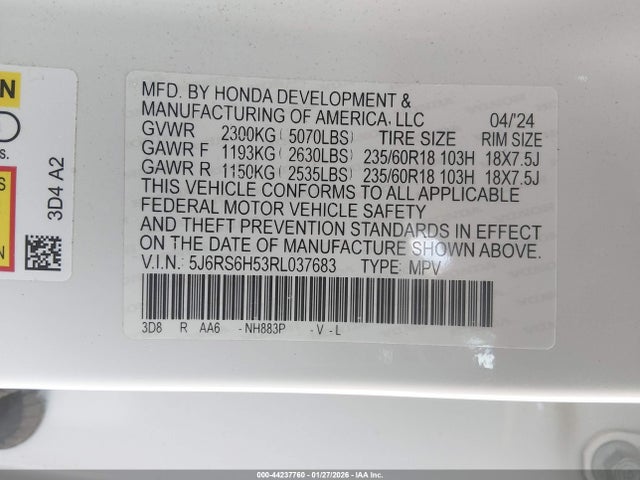 MFD. BY HONDA DEVELOPMENT &
MANUFACTURING OF AMERICA, LLC 04/'24
GVWR 2300KG ( 5070LBS) TIRE SIZE RIM SIZE
GAWR F 1193KG ( 2630LBS) 235/60R18 103H 18X7.5J
GAWR R 1150KG ( 2535LBS) 235/60R18 103H 18X7.5J
THIS VEHICLE CONFORMS TO ALL APPLICABLE
FEDERAL MOTOR VEHICLE SAFETY
AND THEFT PREVENTION STANDARDS IN EFFECT
ON THE DATE OF MANUFACTURE SHOWN ABOVE.
V.I.N. 5J6RS6H53RL037683 TYPE: MPV
3D8 R AA6 - NH883P - V - L
3D4 A2
000-44237760 - 01/27/2026 - IAA Inc.